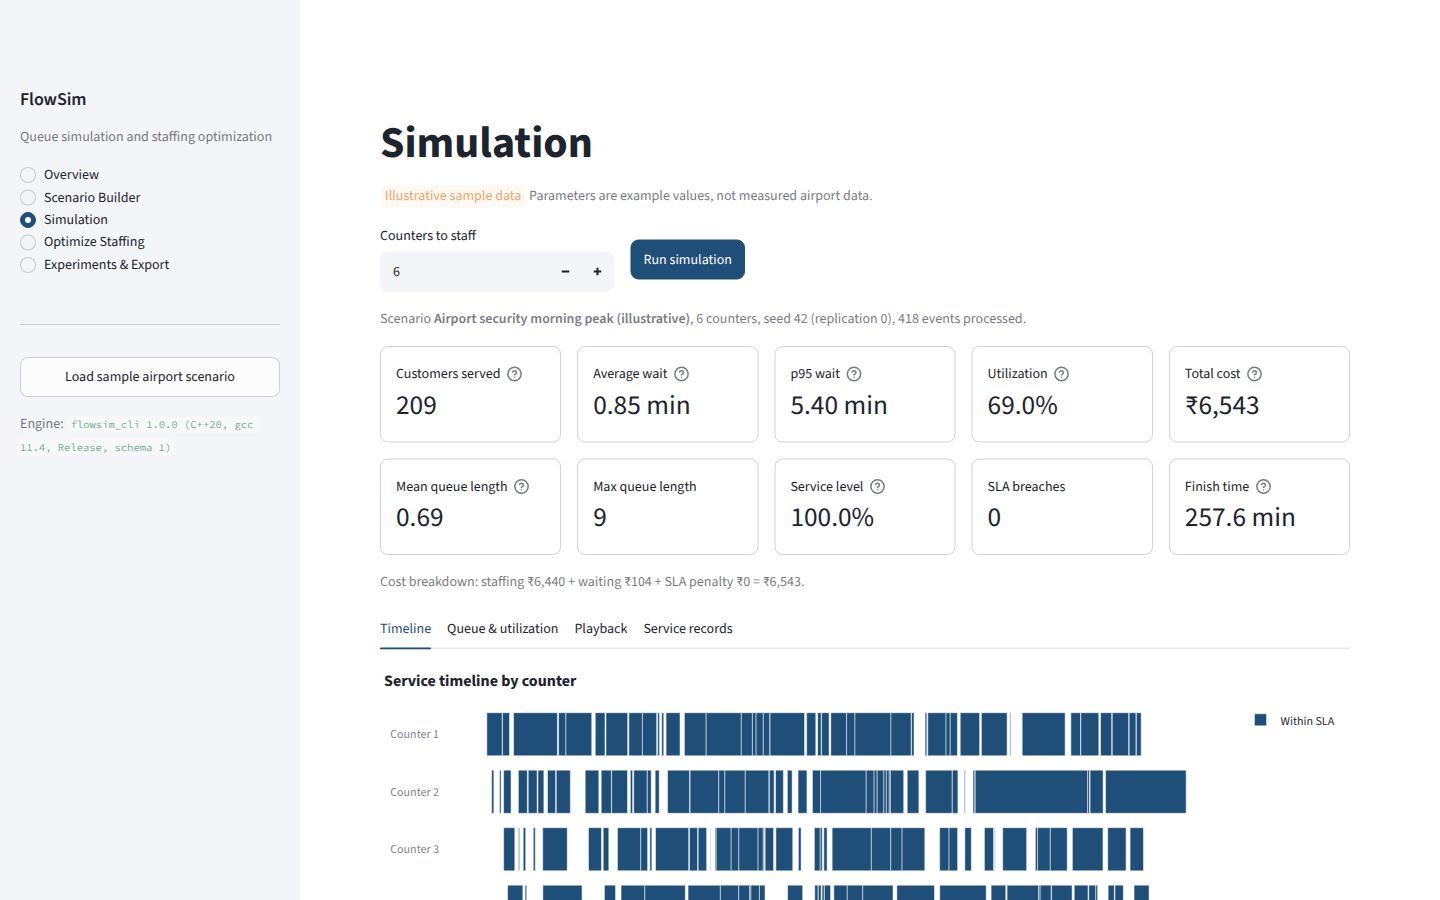 FlowSim
Queue simulation and staffing optimization
Overview
Scenario Builder
Simulation
Optimize Staffing
Experiments & Export
Load sample airport scenario
Engine: flowsim_cli 1.0.0 (C++20, gcc
11.4, Release, schema 1)
Simulation
Illustrative sample data Parameters are example values, not measured airport data.
Counters to staff
6
Run simulation
Scenario Airport security morning peak (illustrative), 6 counters, seed 42 (replication 0), 418 events processed.
Customers served
209
Average wait
0.85 min
p95 wait
5.40 min
Utilization
69.0%
Total cost
₹6,543
Mean queue length
0.69
Max queue length
9
Service level
100.0%
SLA breaches
0
Finish time
257.6 min
Cost breakdown: staffing ₹6,440 + waiting ₹104 + SLA penalty ₹0 = ₹6,543.
Timeline Queue & utilization Playback Service records
Service timeline by counter
Counter 1
Within SLA
Counter 2
Counter 3